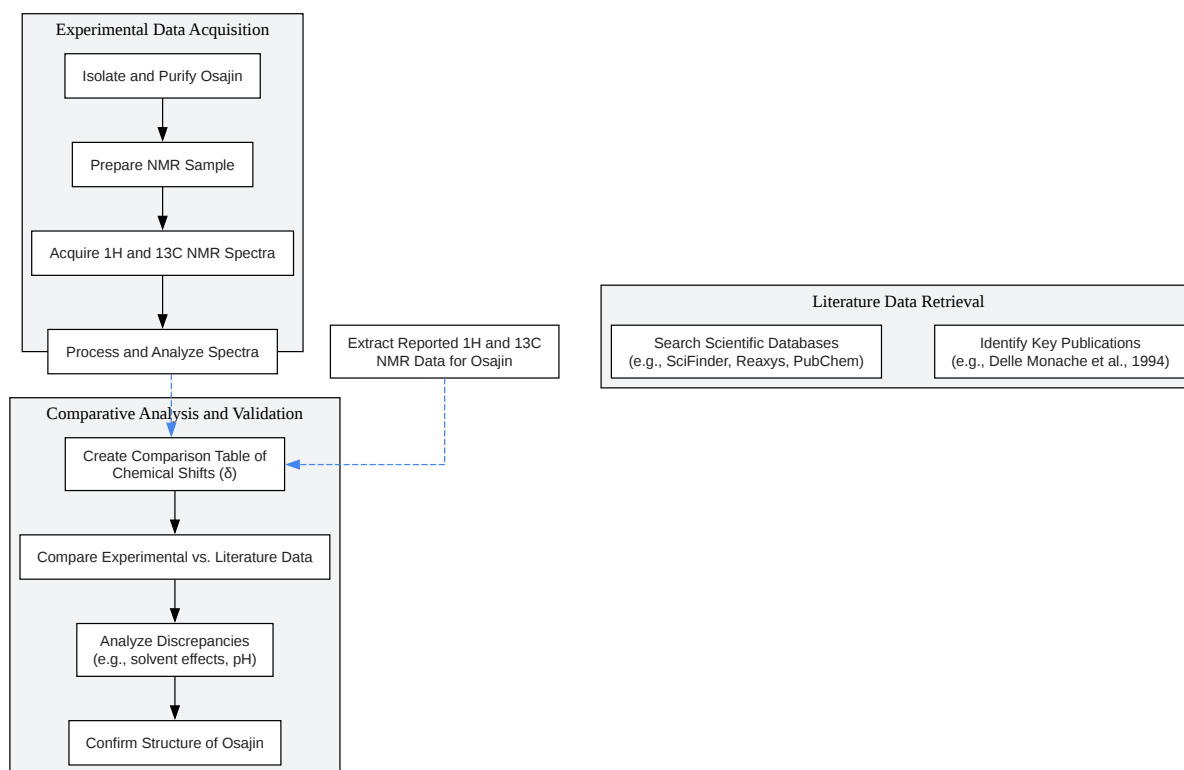 Experimental Data Acquisition
Isolate and Purify Osajin
Prepare NMR Sample
Acquire 1H and 13C NMR Spectra
Process and Analyze Spectra
Extract Reported 1H and 13C
NMR Data for Osajin
Literature Data Retrieval
Search Scientific Databases
(e.g., SciFinder, Reaxys, PubChem)
Identify Key Publications
(e.g., Delle Monache et al., 1994)
Comparative Analysis and Validation
Create Comparison Table of
Chemical Shifts (δ)
Compare Experimental vs. Literature Data
Analyze Discrepancies
(e.g., solvent effects, pH)
Confirm Structure of Osajin